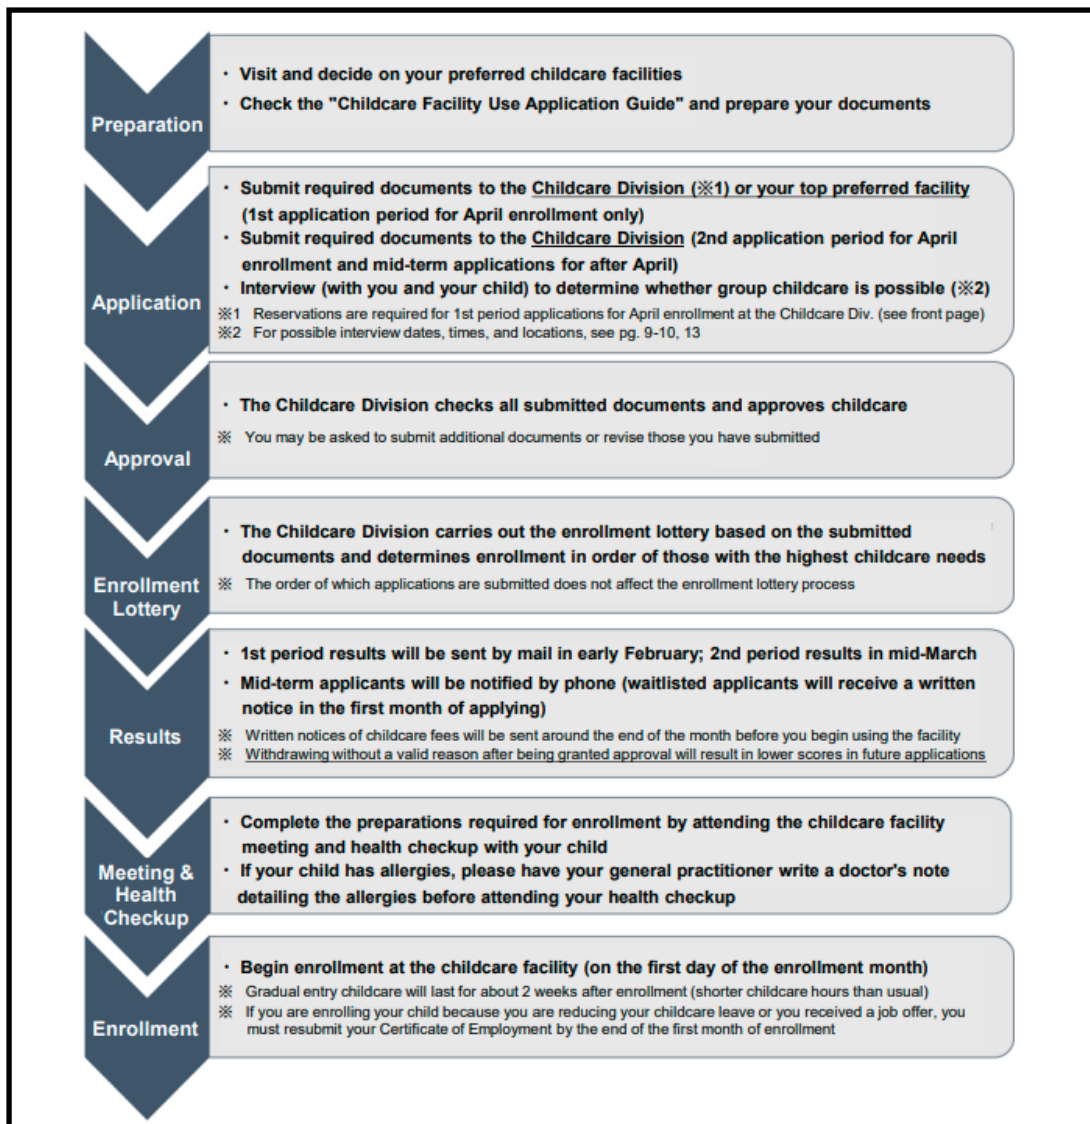 Preparation
・ Visit and decide on your preferred childcare facilities
・ Check the "Childcare Facility Use Application Guide" and prepare your documents
Application
・ Submit required documents to the Childcare Division (※1) or your top preferred facility
(1st application period for April enrollment only)
・ Submit required documents to the Childcare Division (2nd application period for April
enrollment and mid-term applications for after April)
・ Interview (with you and your child) to determine whether group childcare is possible (※2)
※1 Reservations are required for 1st period applications for April enrollment at the Childcare Div. (see front page)
※2 For possible interview dates, times, and locations, see pg. 9-10, 13
Approval
・ The Childcare Division checks all submitted documents and approves childcare
※ You may be asked to submit additional documents or revise those you have submitted
Enrollment
Lottery
・ The Childcare Division carries out the enrollment lottery based on the submitted
documents and determines enrollment in order of those with the highest childcare needs
※ The order of which applications are submitted does not affect the enrollment lottery process
Results
・ 1st period results will be sent by mail in early February; 2nd period results in mid-March
・ Mid-term applicants will be notified by phone (waitlisted applicants will receive a written
notice in the first month of applying)
※ Written notices of childcare fees will be sent around the end of the month before you begin using the facility
※ Withdrawing without a valid reason after being granted approval will result in lower scores in future applications
Meeting &
Health
Checkup
・ Complete the preparations required for enrollment by attending the childcare facility
meeting and health checkup with your child
・ If your child has allergies, please have your general practitioner write a doctor's note
detailing the allergies before attending your health checkup
Enrollment
・ Begin enrollment at the childcare facility (on the first day of the enrollment month)
※ Gradual entry childcare will last for about 2 weeks after enrollment (shorter childcare hours than usual)
※ If you are enrolling your child because you are reducing your childcare leave or you received a job offer, you
must resubmit your Certificate of Employment by the end of the first month of enrollment